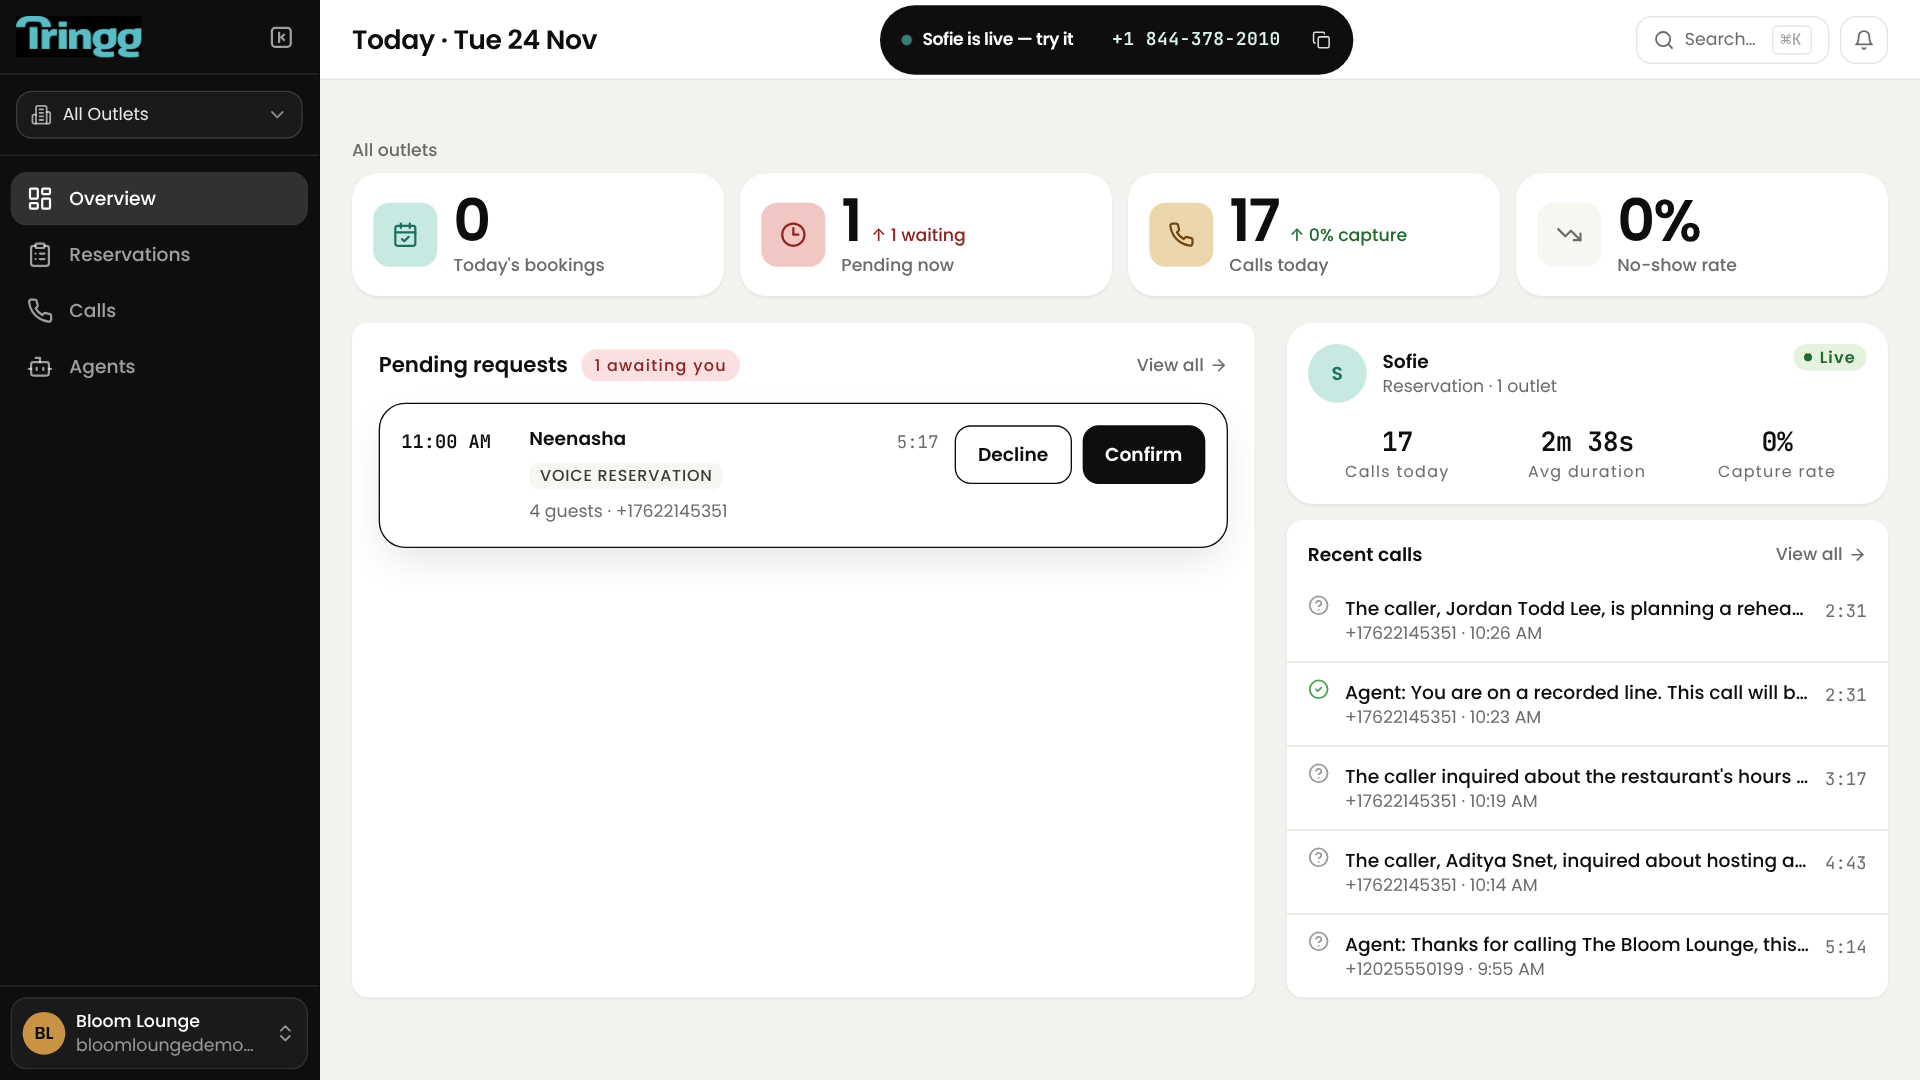 Tringg
All Outlets
Overview
Reservations
Calls
Agents
BL
Bloom Lounge
bloomloungedemo...
Today · Tue 24 Nov
Sofie is live — try it +1 844-378-2010
Search... ⌘K
All outlets
0
Today's bookings
1 ↑ 1 waiting
Pending now
17 ↑ 0% capture
Calls today
0%
No-show rate
Pending requests 1 awaiting you View all →
11:00 AM Neenasha 5:17 Decline Confirm
VOICE RESERVATION
4 guests · +17622145351
S
Sofie
Reservation · 1 outlet
Live
17 2m 38s 0%
Calls today Avg duration Capture rate
Recent calls View all →
The caller, Jordan Todd Lee, is planning a rehea... 2:31
+17622145351 · 10:26 AM
Agent: You are on a recorded line. This call will b... 2:31
+17622145351 · 10:23 AM
The caller inquired about the restaurant's hours ... 3:17
+17622145351 · 10:19 AM
The caller, Aditya Snet, inquired about hosting a... 4:43
+17622145351 · 10:14 AM
Agent: Thanks for calling The Bloom Lounge, this... 5:14
+12025550199 · 9:55 AM